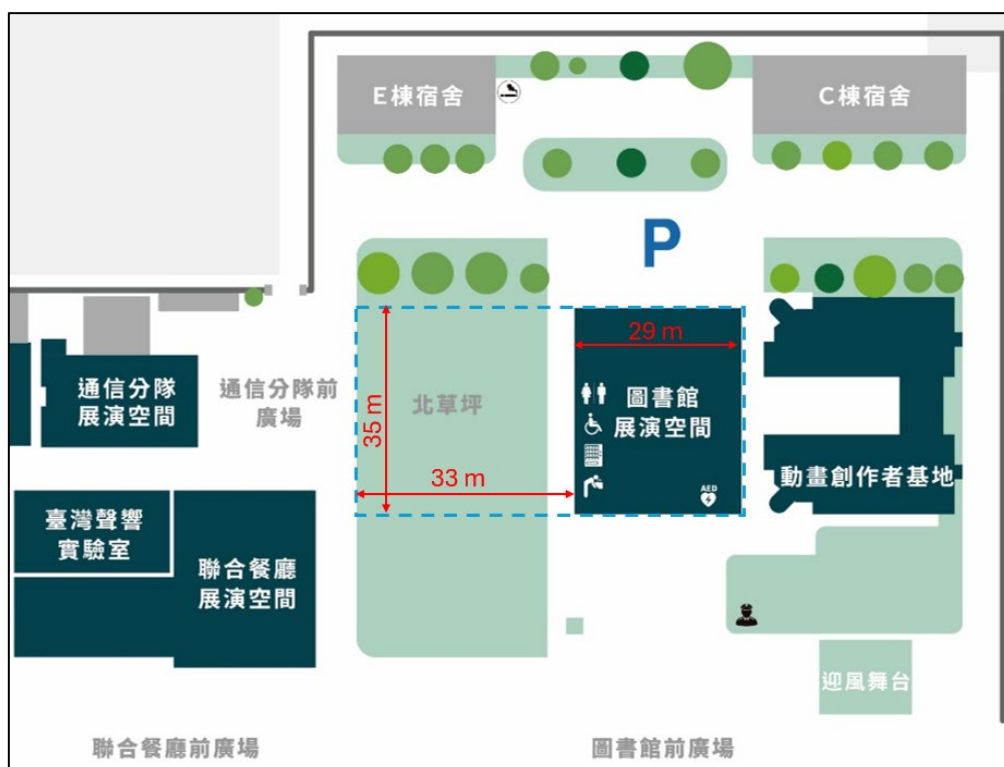 E棟宿舍
C棟宿舍
P
29 m
通信分隊
展演空間
通信分隊前
廣場
北草坪
35 m
圖書館
展演空間
33 m
AED
動畫創作者基地
臺灣聲響
實驗室
聯合餐廳
展演空間
迎風舞台
聯合餐廳前廣場
圖書館前廣場